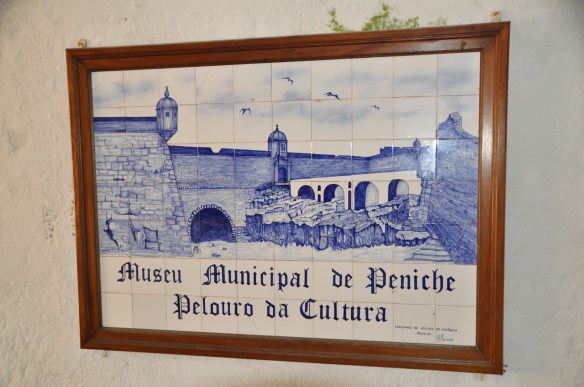 Museu Municipal de Peniche
Pelouro da Cultura